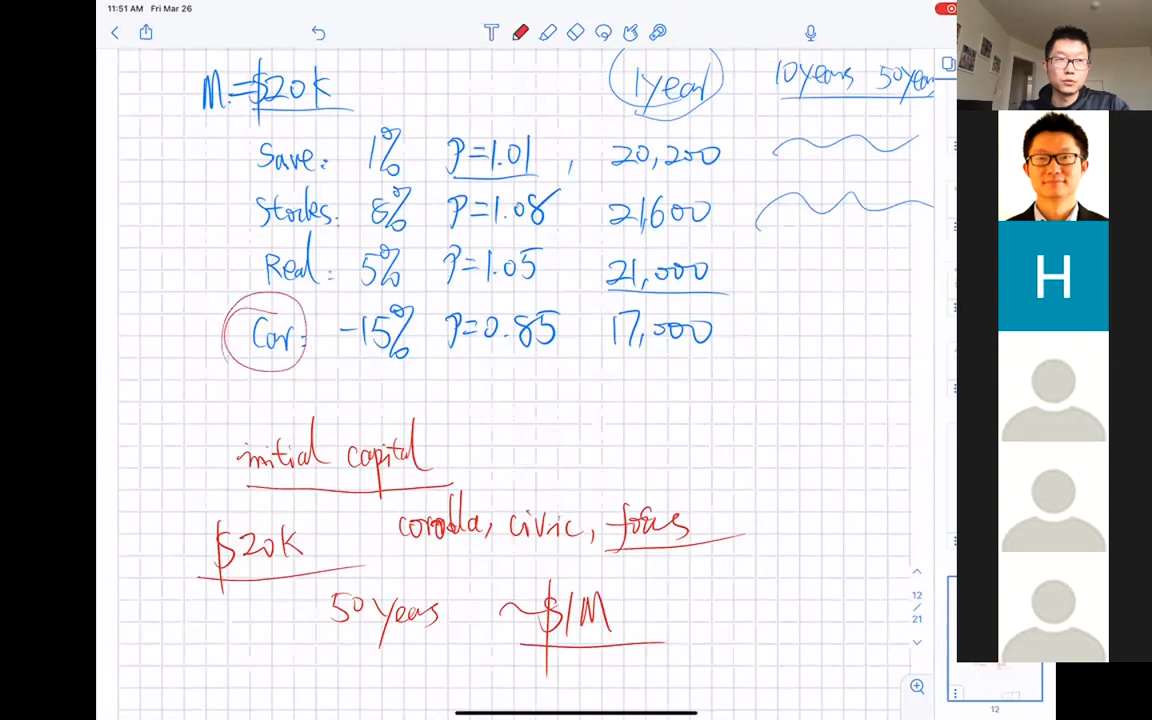 11:51 AM Fri Mar 26
T
M = $20k
1 year
10 years 50 year
Save: 1% P=1.01 , 20,200
Stocks: 8% P=1.08 21,600
Real: 5% P=1.05 21,000
Car: -15% P=0.85 17,000
initial capital
corolla, civic, focus
$20K
50 years ~$1M
12
/
21
12
H